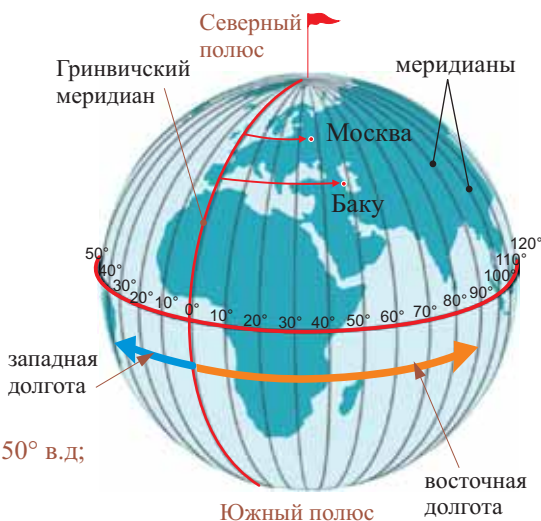 Северный
полюс
Гринвичский
меридиан
меридианы
Москва
Баку
50° 40° 30° 20° 10° 0° 10° 20° 30° 40° 50° 60° 70° 80° 90° 100° 110° 120°
западная
долгота
50° в.д;
восточная
долгота
Южный полюс